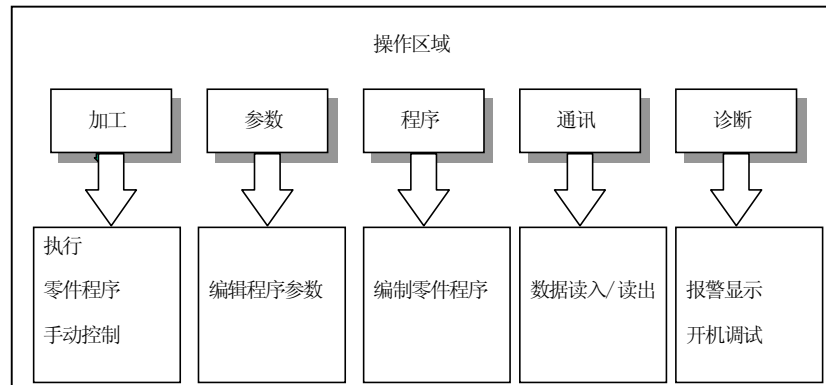 操作区域
加工
参数
程序
通讯
诊断
执行
零件程序
手动控制
编辑程序参数
编制零件程序
数据读入/读出
报警显示
开机调试